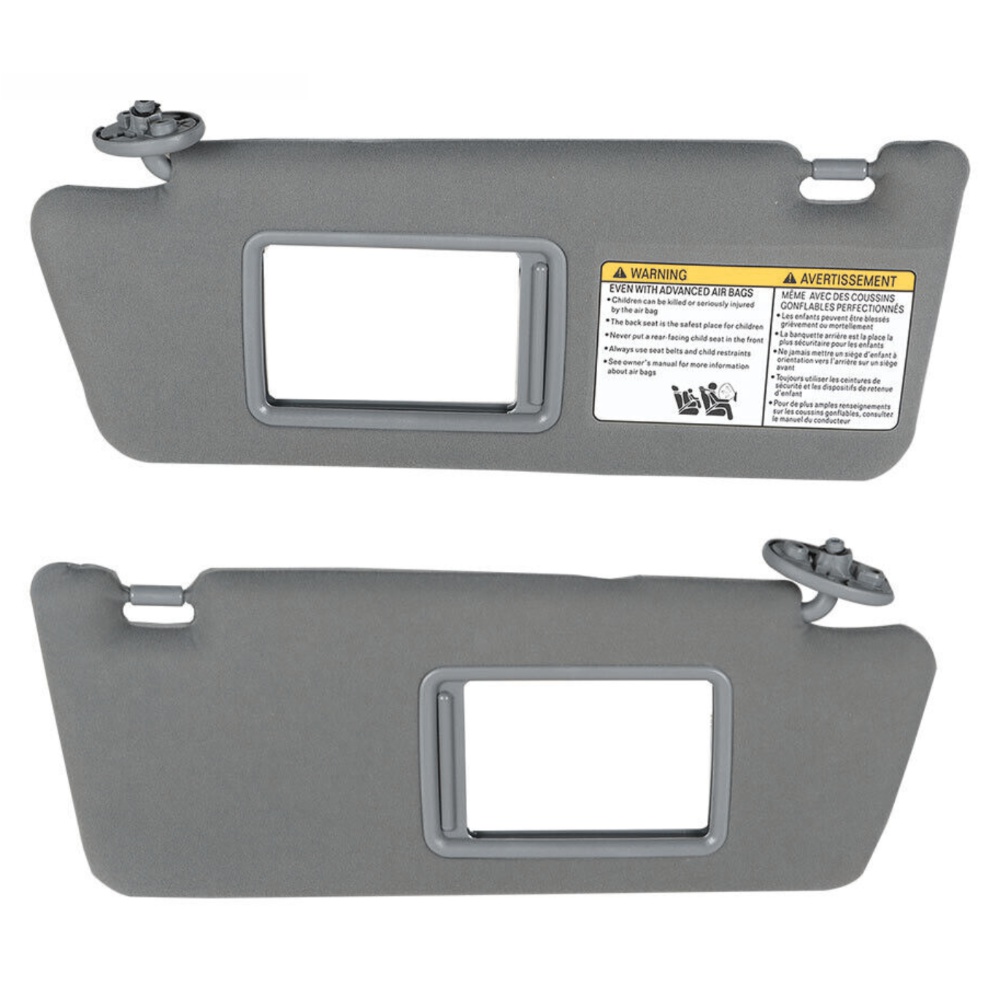 WARNING
EVEN WITH ADVANCED AIR BAGS
•Children can be killed or seriously injured
by the air bag
•The back seat is the safest place for children
•Never put a rear-facing child seat in the front
•Always use seat belts and child restraints
•See owner's manual for more information
about air bags
AVERTISSEMENT
MÊME AVEC DES COUSSINS
GONFLABLES PERFECTIONNÉS
•Les enfants peuvent être blessés
grièvement ou mortellement
•La banquette arrière est la place la
plus sécuritaire pour les enfants
•Ne jamais mettre un siège d'enfant à
orientation vers l'arrière sur un siège
avant
•Toujours utiliser les ceintures de
sécurité et les dispositifs de retenue
d'enfant
•Pour de plus amples renseignements
sur les coussins gonflables, consultez
le manuel du conducteur